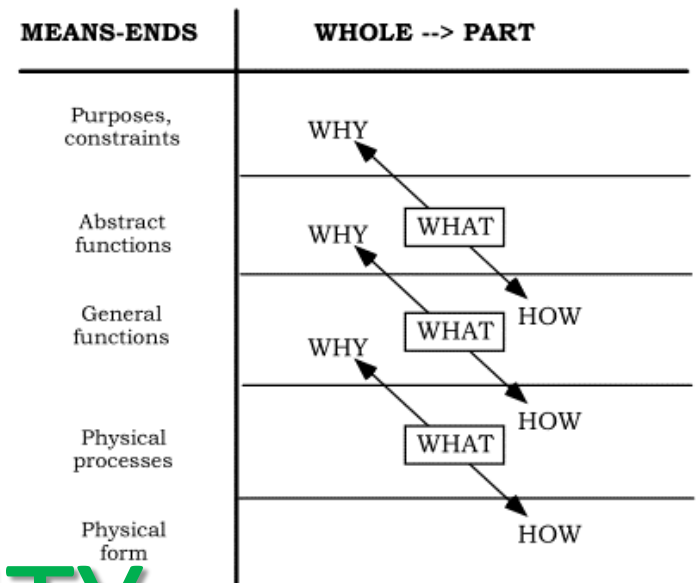 MEANS-ENDS
WHOLE --> PART
Purposes,
constraints
WHY
Abstract
functions
WHY
WHAT
General
functions
HOW
WHY
WHAT
HOW
Physical
processes
WHAT
Physical
form
HOW
TY